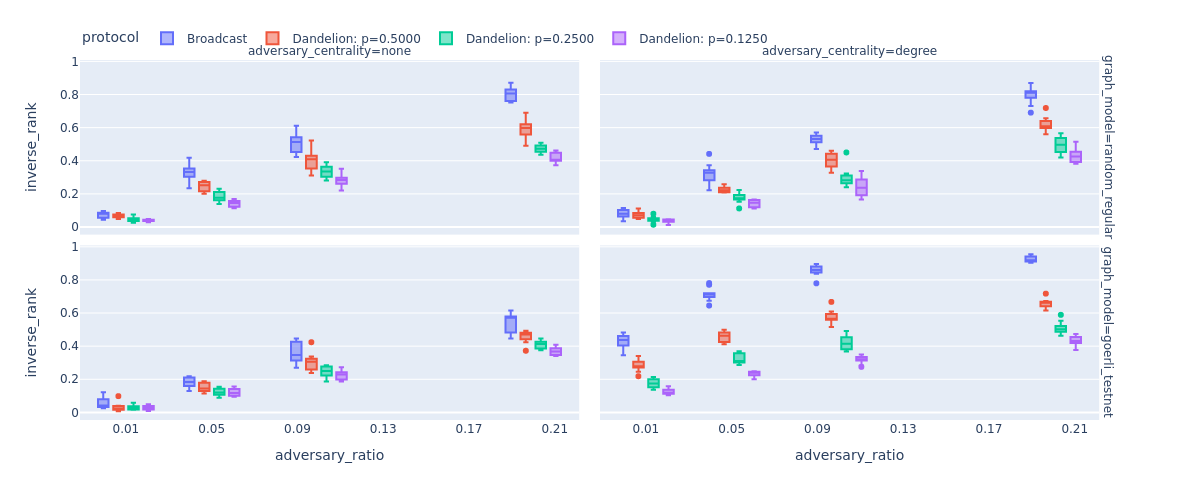 protocol Broadcast Dandelion: p=0.5000 Dandelion: p=0.2500 Dandelion: p=0.1250
adversary_centrality=none adversary_centrality=degree
1
0.8
0.6
0.4
0.2
0
inverse_rank
graph_model=random_regular
1
0.8
0.6
0.4
0.2
0
inverse_rank
graph_model=goerli_testnet
0.01 0.05 0.09 0.13 0.17 0.21 0.01 0.05 0.09 0.13 0.17 0.21
adversary_ratio adversary_ratio